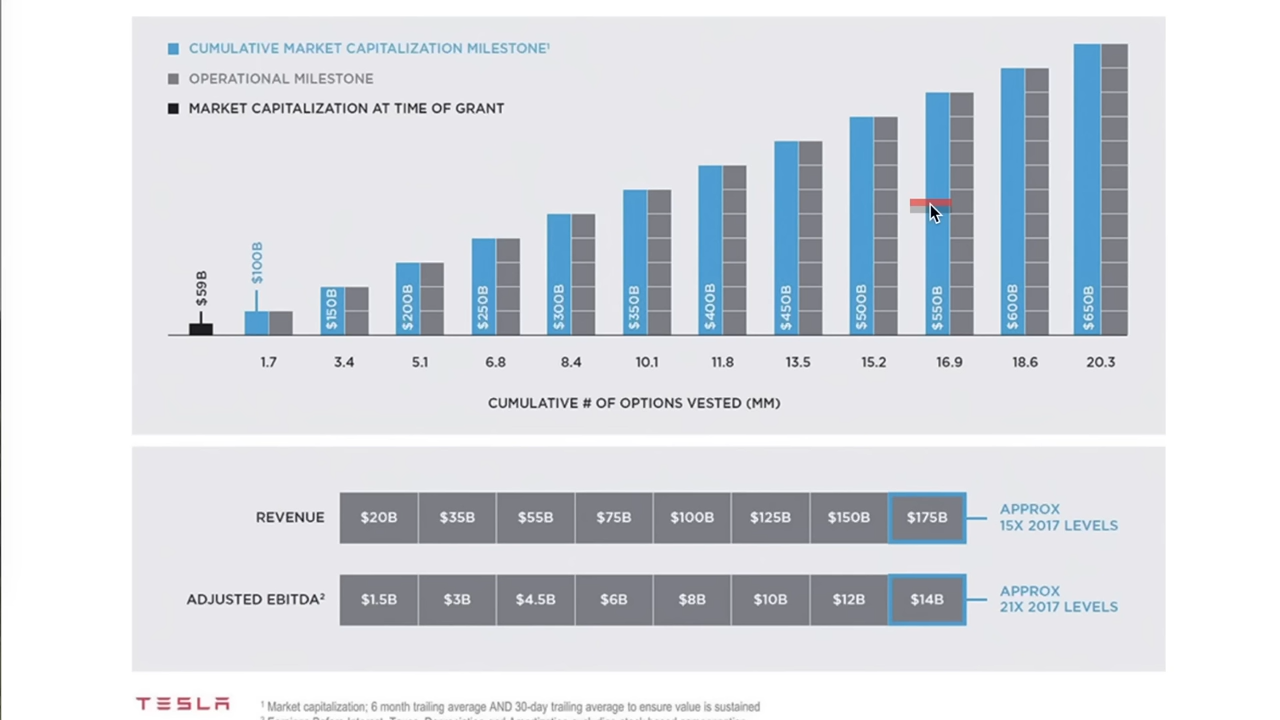 CUMULATIVE MARKET CAPITALIZATION MILESTONE¹
OPERATIONAL MILESTONE
MARKET CAPITALIZATION AT TIME OF GRANT
$59B
$100B
$150B
$200B
$250B
$300B
$350B
$400B
$450B
$500B
$550B
$600B
$650B
1.7 3.4 5.1 6.8 8.4 10.1 11.8 13.5 15.2 16.9 18.6 20.3
CUMULATIVE # OF OPTIONS VESTED (MM)
REVENUE $20B $35B $55B $75B $100B $125B $150B $175B APPROX
15X 2017 LEVELS
ADJUSTED EBITDA² $1.5B $3B $4.5B $6B $8B $10B $12B $14B APPROX
21X 2017 LEVELS
TESLA
¹ Market capitalization; 6 month trailing average AND 30-day trailing average to ensure value is sustained